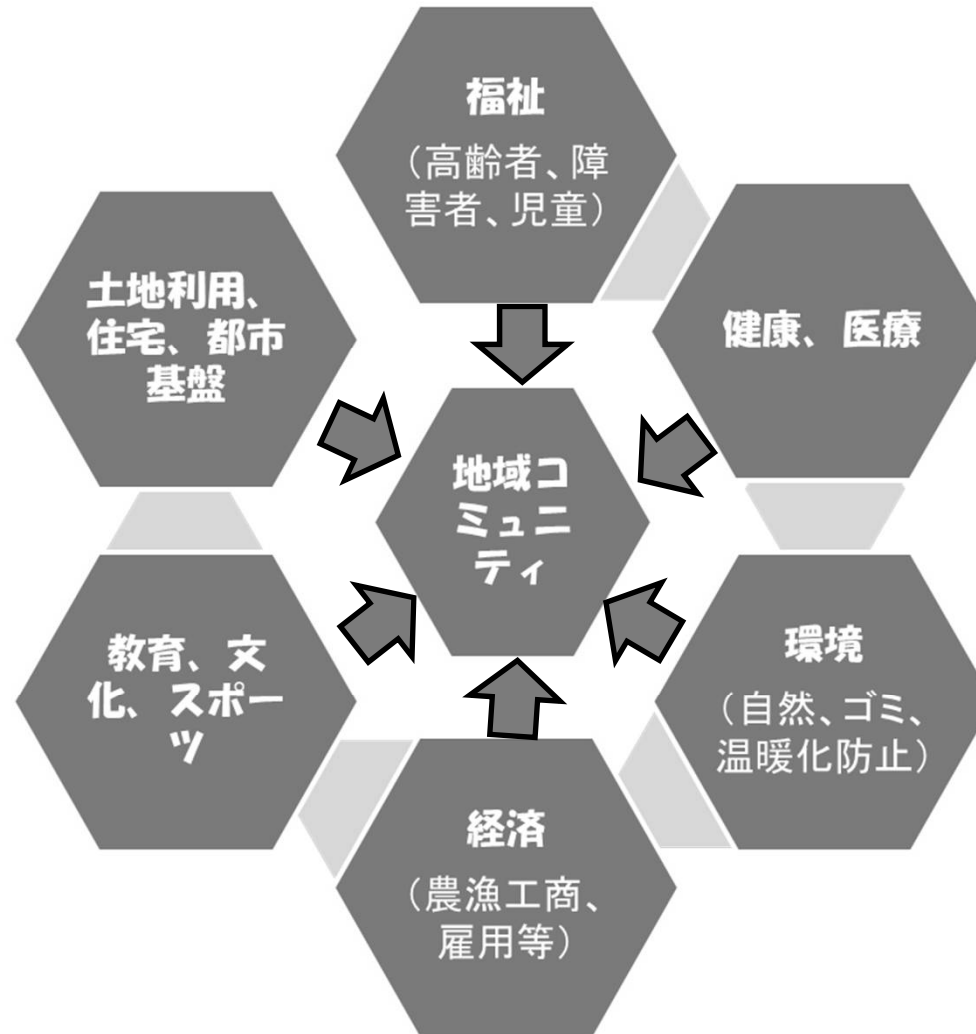 福祉
（高齢者、障
害者、児童）
土地利用、
住宅、都市
基盤
健康、医療
地域コ
ミュニ
ティ
教育、文
化、スポー
ツ
環境
（自然、ゴミ、
温暖化防止）
経済
（農漁工商、
雇用等）